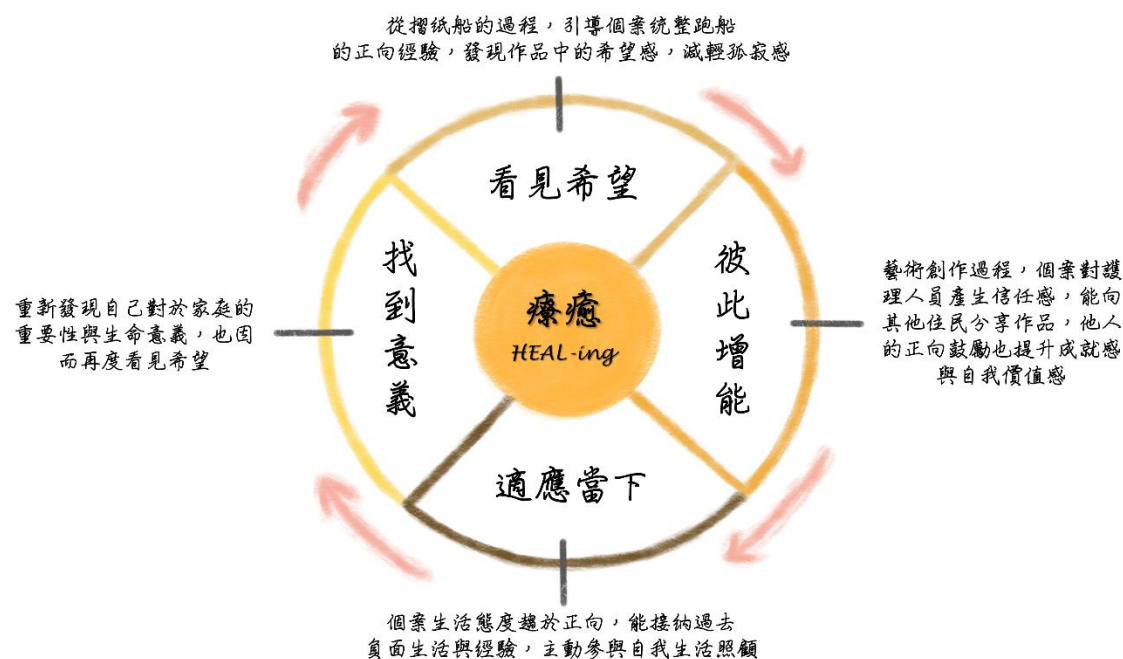 從摺紙船的過程，引導個案統整跑船
的正向經驗，發現作品中的希望感，減輕孤寂感
看見希望
彼此增能
藝術創作過程，個案對護
理人員產生信任感，能向
其他住民分享作品，他人
的正向鼓勵也提升成就感
與自我價值感
適應當下
個案生活態度趨於正向，能接納過去
負面生活與經驗，主動參與自我生活照顧
找到意義
重新發現自己對於家庭的
重要性與生命意義，也因
而再度看見希望
療癒
HEAL-ing